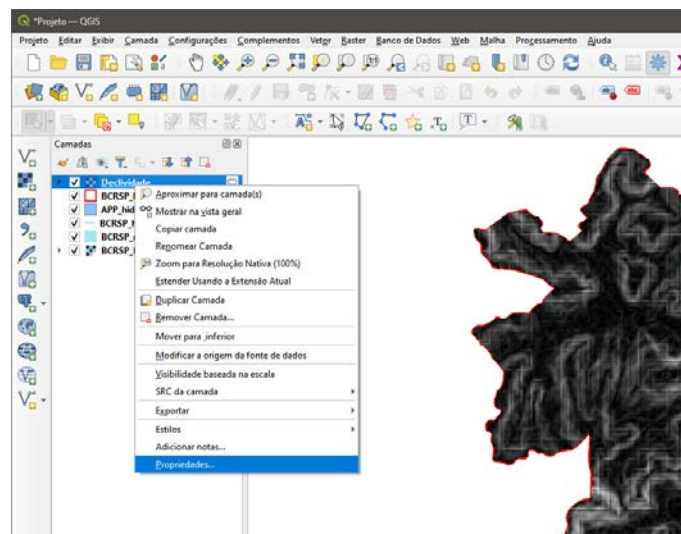 *Projeto — QGIS
Projeto Editar Exibir Camada Configurações Complementos Vetor Raster Banco de Dados Web Malha Processamento Ajuda
Camadas
Declividade
BCRSP_
APP_hid
BCRSP_
BCRSP_
BCRSP_
Aproximar para camada(s)
Mostrar na vista geral
Copiar camada
Renomear Camada
Zoom para Resolução Nativa (100%)
Estender Usando a Extensão Atual
Duplicar Camada
Remover Camada...
Mover para _inferior
Modificar a origem da fonte de dados
Visibilidade baseada na escala
SRC da camada
Exportar
Estilos
Adicionar notas...
Propriedades...